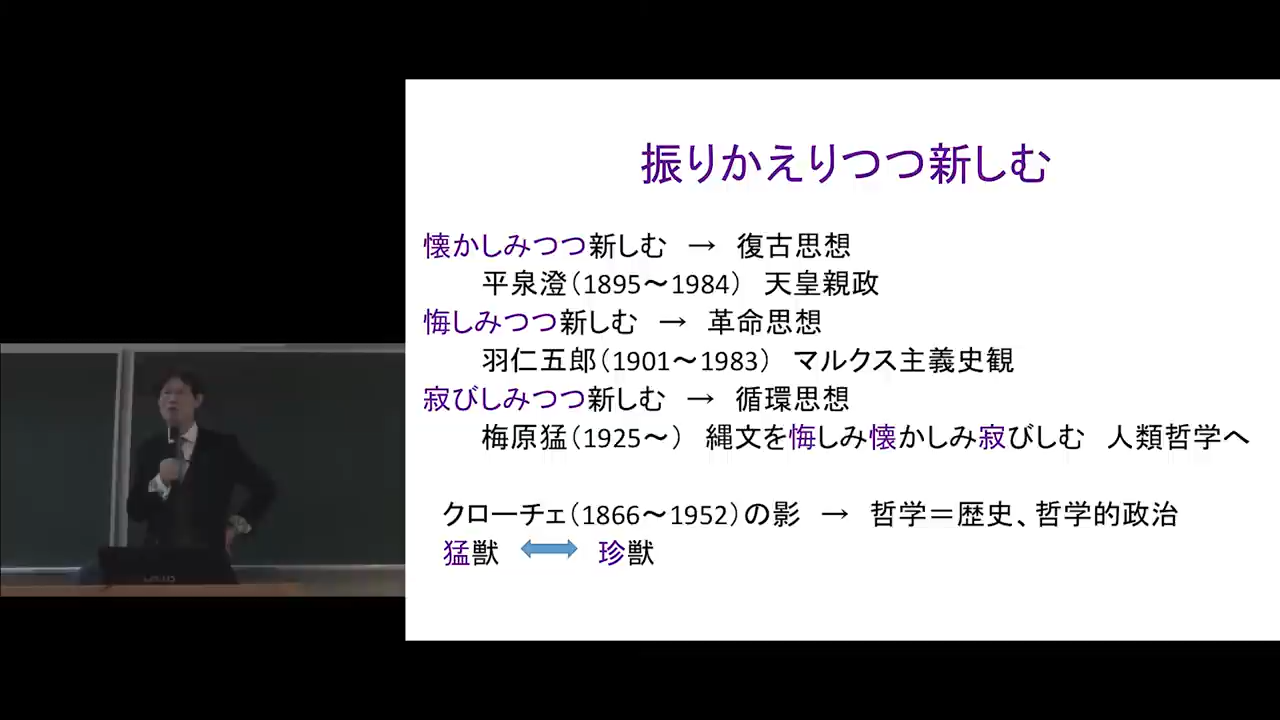 振りかえりつつ新しむ
懐かしみつつ新しむ → 復古思想
平泉澄(1895～1984) 天皇親政
悔しみつつ新しむ → 革命思想
羽仁五郎(1901～1983) マルクス主義史観
寂びしみつつ新しむ → 循環思想
梅原猛(1925～) 縄文を悔しみ懐かしみ寂びしむ 人類哲学へ
クローチェ(1866～1952)の影 → 哲学＝歴史、哲学的政治
猛獣 ⟷ 珍獣